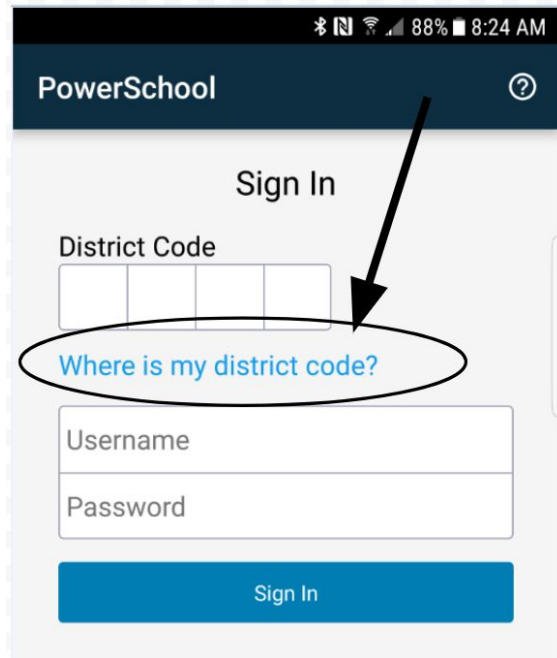 88% 8:24 AM
PowerSchool
Sign In
District Code
Where is my district code?
Username
Password
Sign In